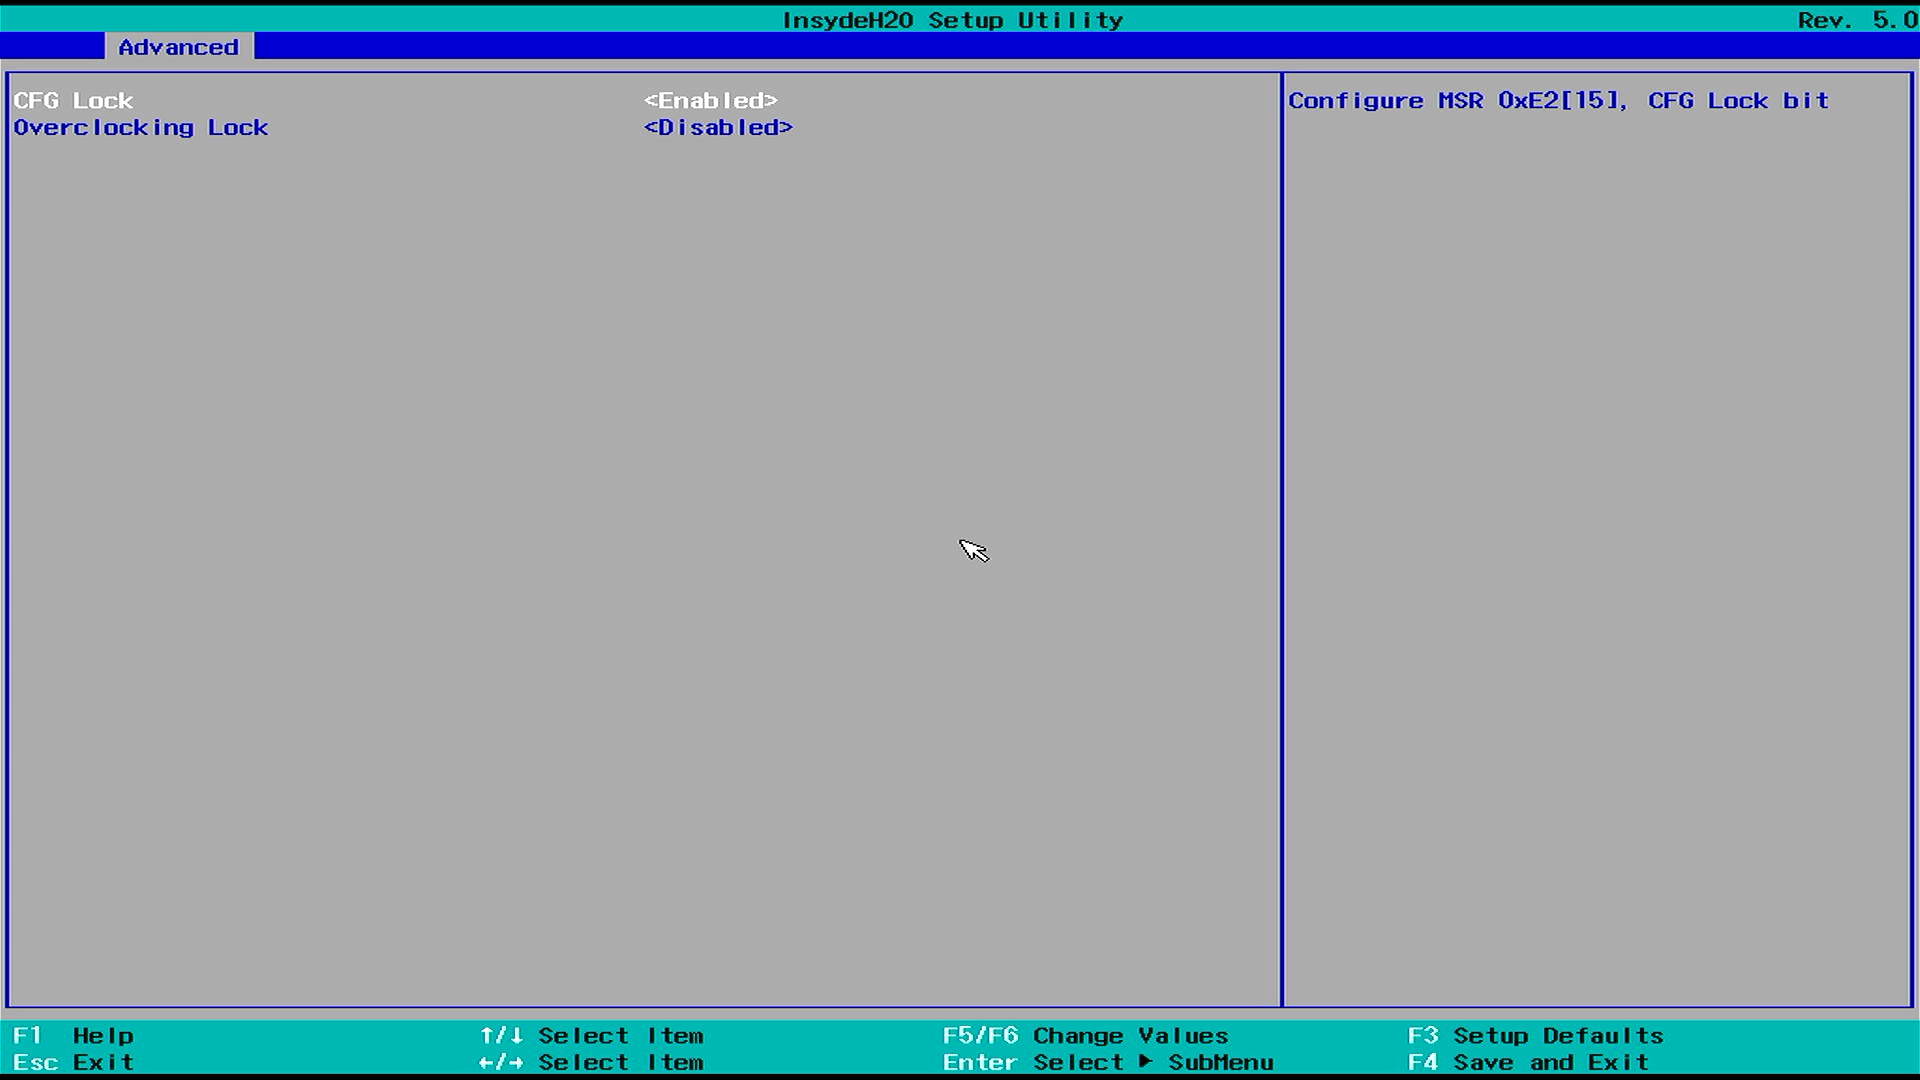 InsydeH20 Setup Utility Rev. 5.0
Advanced
CFG Lock <Enabled> Configure MSR 0xE2[15], CFG Lock bit
Overclocking Lock <Disabled>
F1 Help ↑/↓ Select Item F5/F6 Change Values F3 Setup Defaults
Esc Exit ←/→ Select Item Enter Select ▶ SubMenu F4 Save and Exit